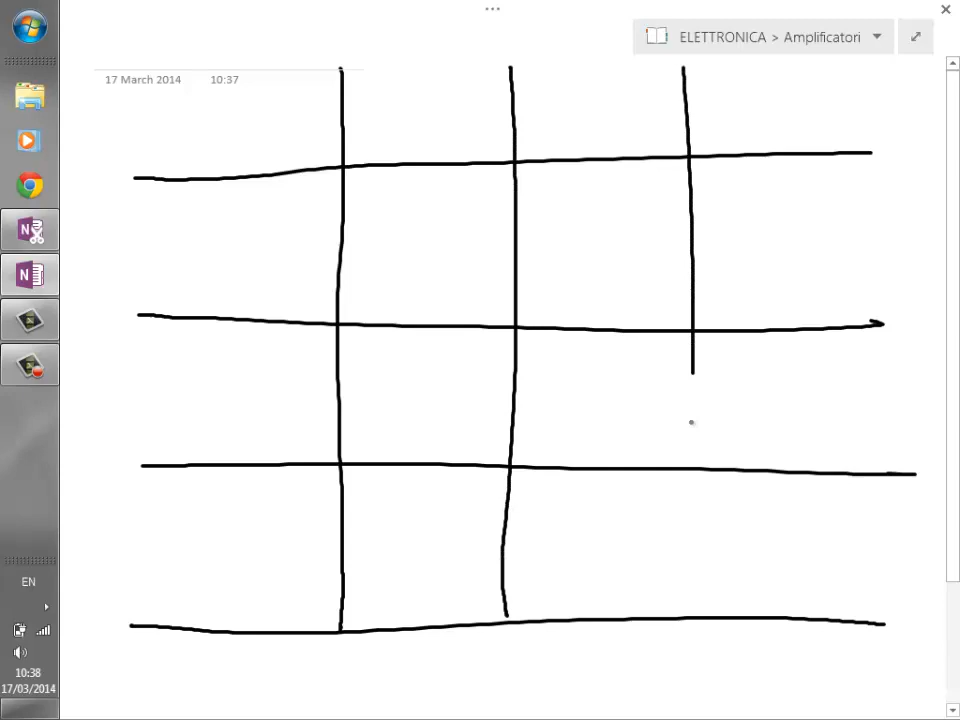 ELETTRONICA > Amplificatori
17 March 2014 10:37
N
N
EN
10:38
17/03/2014